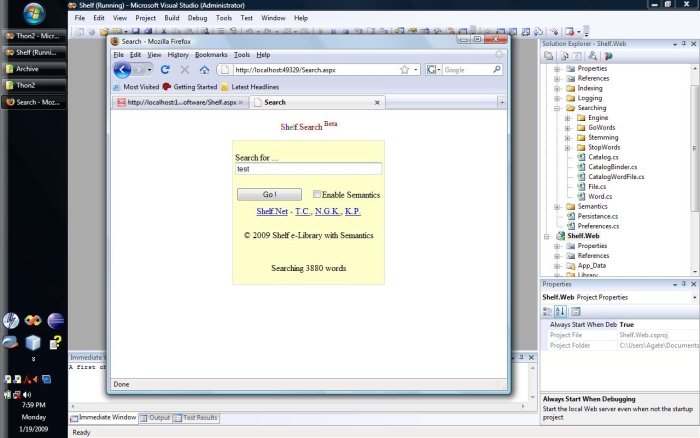 Shelf (Running) - Microsoft Visual Studio (Administrator)
File Edit View Project Build Debug Tools Test Window Help
Thon2 - Micr...
Shelf (Runni...
Archive
Thon2
Search - Moz...
Search - Mozilla Firefox
File Edit View History Bookmarks Tools Help
http://localhost:49329/Search.aspx
Google
Most Visited Getting Started Latest Headlines
http://localhost:1...oftware/Shelf.aspx
Search
Shelf.Search Beta
Search for ...
test
Go !
Enable Semantics
Shelf.Net - T.C., N.G.K., K.P.
© 2009 Shelf e-Library with Semantics
Searching 3880 words
Done
Solution Explorer - Shelf.Web
Properties
References
Indexing
Logging
Searching
Engine
GoWords
Stemming
StopWords
Catalog.cs
CatalogBinder.cs
CatalogWordFile.cs
File.cs
Word.cs
Semantics
Persistance.cs
Preferences.cs
Shelf.Web
Properties
References
App_Data
Library
Properties
Shelf.Web Project Properties
Always Start When Deb True
Project File Shelf.Web.csproj
Project Folder C:\Users\Agate\Documents
Always Start When Debugging
Start the local Web server even when not the startup
project
Immediate W
A first ch
Immediate Window Output Test Results
Ready
7:59 PM
Monday
1/19/2009